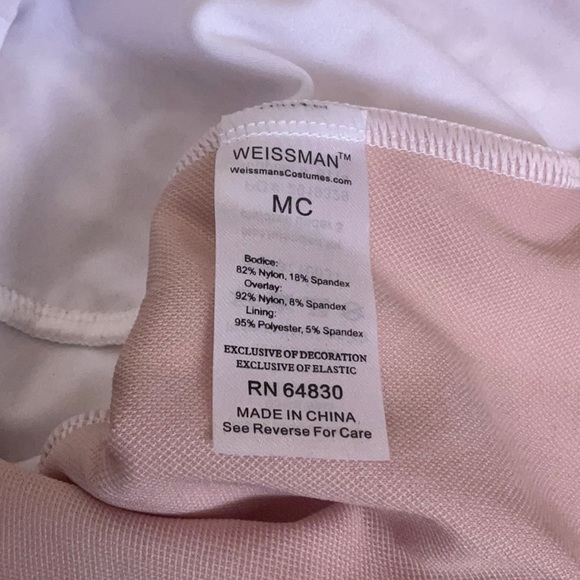 WEISSMAN™
WeissmansCostumes.com
MC
Bodice:
82% Nylon, 18% Spandex
Overlay:
92% Nylon, 8% Spandex
Lining:
95% Polyester, 5% Spandex
EXCLUSIVE OF DECORATION
EXCLUSIVE OF ELASTIC
RN 64830
MADE IN CHINA
See Reverse For Care